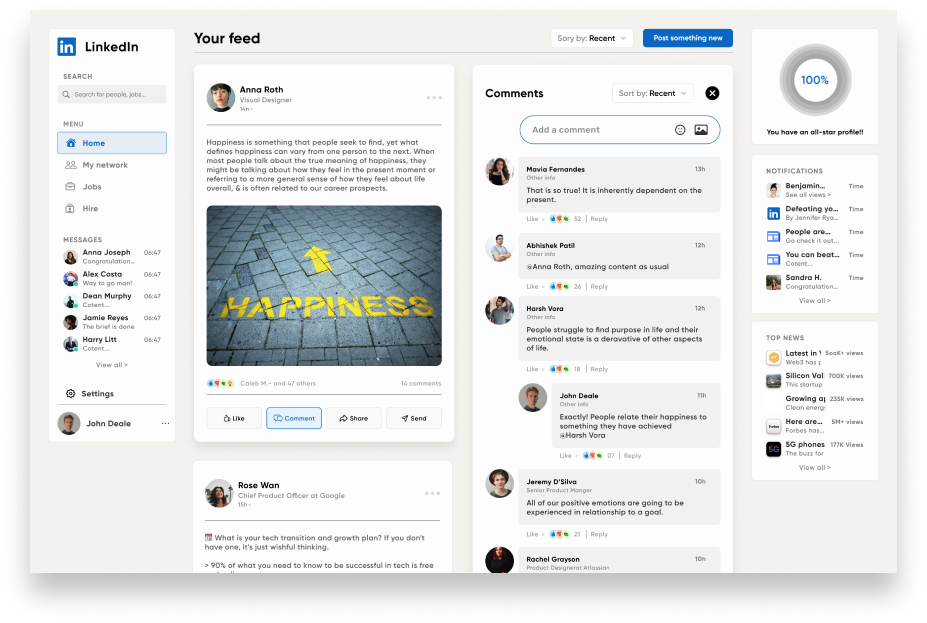 in LinkedIn
SEARCH
Search for people, jobs...
MENU
Home
My network
Jobs
Hire
MESSAGES
Anna Joseph 06:47
Congratulation..
Alex Costa 06:47
Way to go man!
Dean Murphy 06:47
Cotent...
Jamie Reyes 06:47
The brief is done
Harry Litt 06:47
Cotent...
View all >
Settings
John Deale ...
Your feed
Sory by: Recent
Post something new
Anna Roth
Visual Designer
14h
Happiness is something that people seek to find, yet what
defines happiness can vary from one person to the next. When
most people talk about the true meaning of happiness, they
might be talking about how they feel in the present moment or
referring to a more general sense of how they feel about life
overall, & is often related to our career prospects.
HAPPINESS
Caleb M.- and 47 others 14 comments
Like Comment Share Send
Rose Wan
Chief Product Officer at Google
15h
What is your tech transition and growth plan? If you don't
have one, it's just wishful thinking.
> 90% of what you need to know to be successful in tech is free
Comments
Sort by: Recent
Add a comment
Mavia Fernandes 13h
Other info
That is so true! It is inherently dependent on the
present.
Like 52 | Reply
Abhishek Patil 12h
Other info
@Anna Roth, amazing content as usual
Like 26 | Reply
Harsh Vora 12h
Other info
People struggle to find purpose in life and their
emotional state is a deravative of other aspects
of life.
Like 18 | Reply
John Deale 11h
Other info
Exactly! People relate their happiness to
something they have achieved
@Harsh Vora
Like 07 | Reply
Jeremy D'Silva 10h
Senior Product Manger
All of our positive emotions are going to be
experienced in relationship to a goal.
Like 21 | Reply
Rachel Grayson 10h
Product Designerat Atlassian
100%
You have an all-star profile!!
NOTIFICATIONS
Benjamin... Time
See all views >
Defeating yo... Time
By Jennifer Rya..
People are... Time
Go check it out...
You can beat... Time
Cotent....
Sandra H. Time
Congratulation...
View all >
TOP NEWS
Latest in SooK+ views
Web3 has
Silicon Val 700K views
This startup
Growing 235K views
Clean energy
Here are... 5M+ views
Forbes has...
5G phones 177K Views
The buzz for
View all >